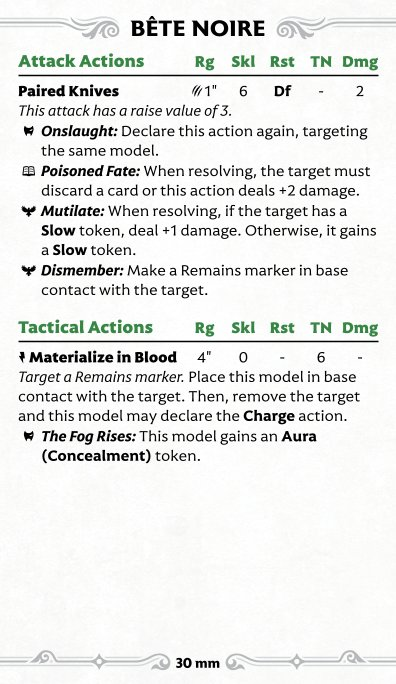 BÊTE NOIRE
Attack Actions Rg Skl Rst TN Dmg
Paired Knives 1" 6 Df - 2
This attack has a raise value of 3.
Onslaught: Declare this action again, targeting
the same model.
Poisoned Fate: When resolving, the target must
discard a card or this action deals +2 damage.
Mutilate: When resolving, if the target has a
Slow token, deal +1 damage. Otherwise, it gains
a Slow token.
Dismember: Make a Remains marker in base
contact with the target.
Tactical Actions Rg Skl Rst TN Dmg
Materialize in Blood 4" 0 - 6 -
Target a Remains marker. Place this model in base
contact with the target. Then, remove the target
and this model may declare the Charge action.
The Fog Rises: This model gains an Aura
(Concealment) token.
30 mm